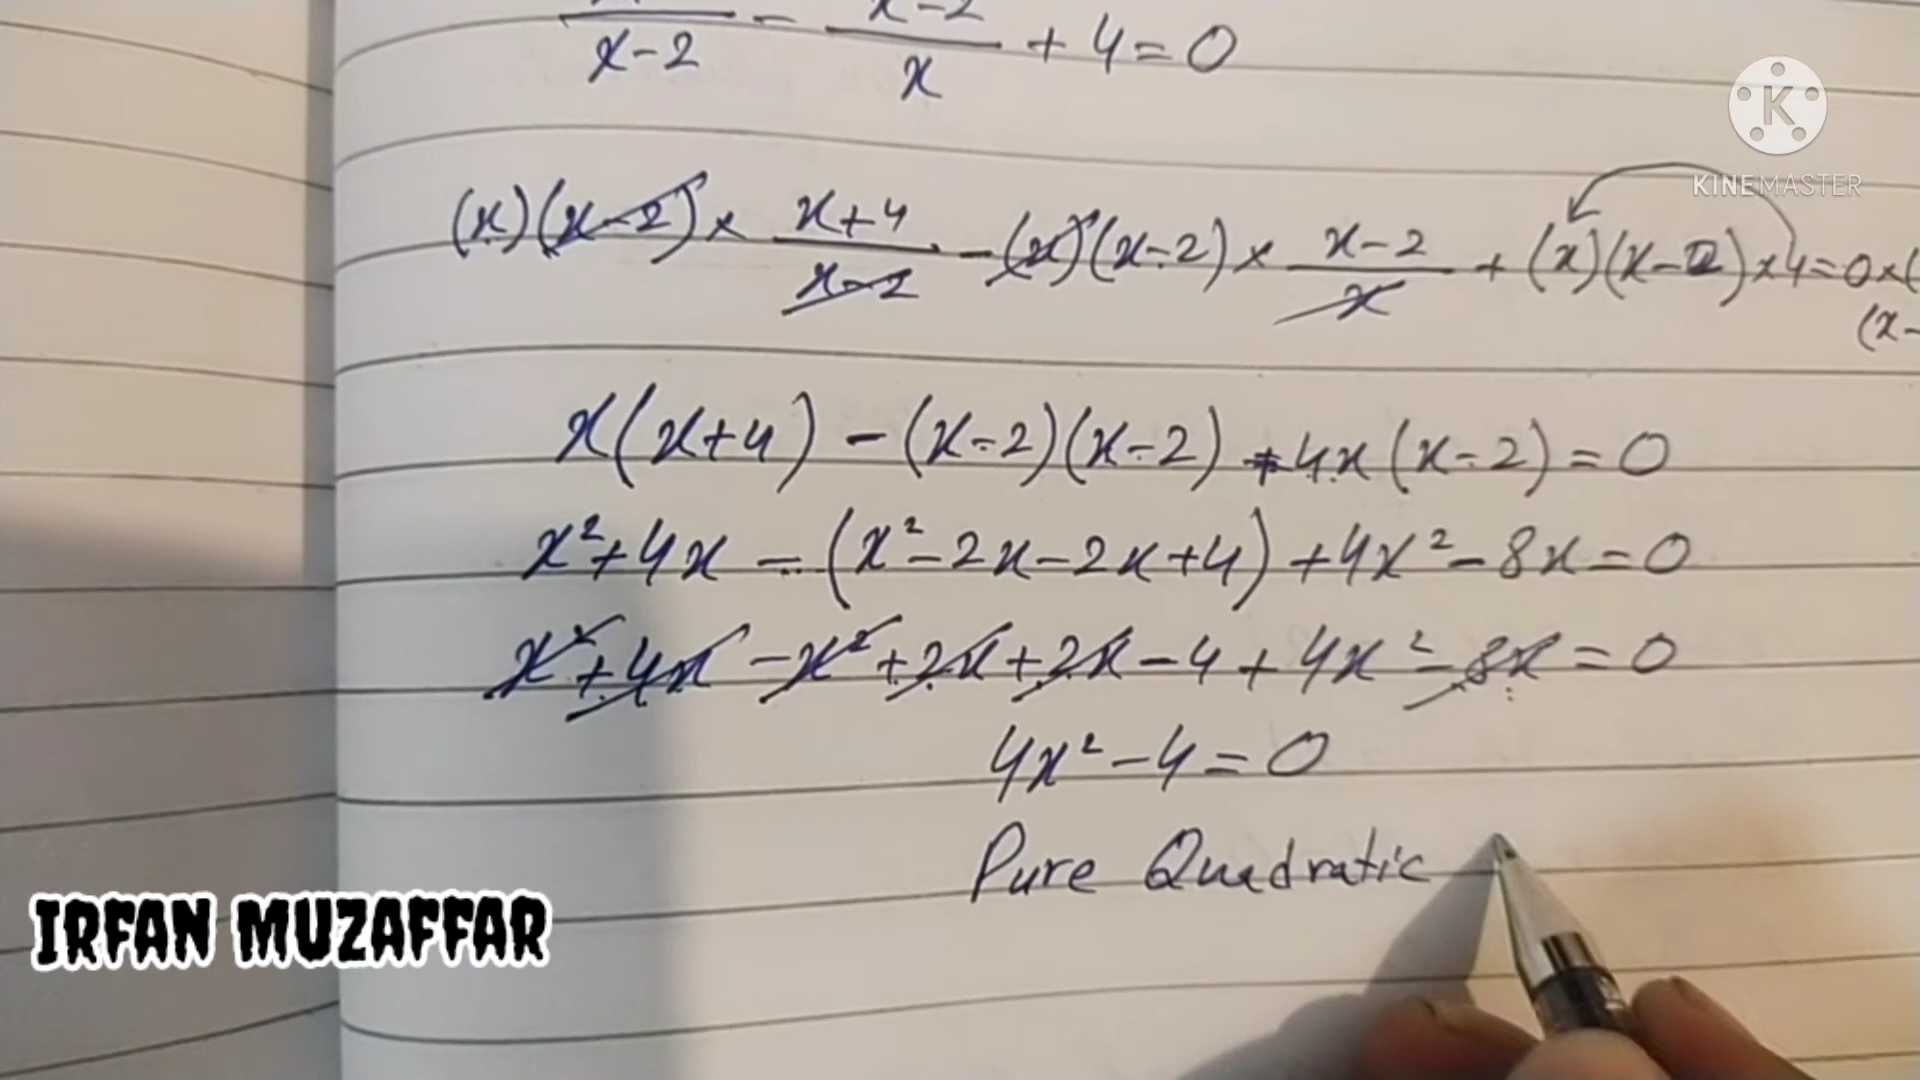 x-2 - x-2/x + 4 = 0
K
KINEMASTER
(x)(x-2) × x+4/x-2 - (x)(x-2) × x-2/x + (x)(x-2) × 4 = 0 × (
(x-
x(x+4) - (x-2)(x-2) + 4x(x-2) = 0
x² + 4x - (x² - 2x - 2x + 4) + 4x² - 8x = 0
x² + 4x - x² + 2x + 2x - 4 + 4x² - 8x = 0
4x² - 4 = 0
Pure Quadratic
IRFAN MUZAFFAR